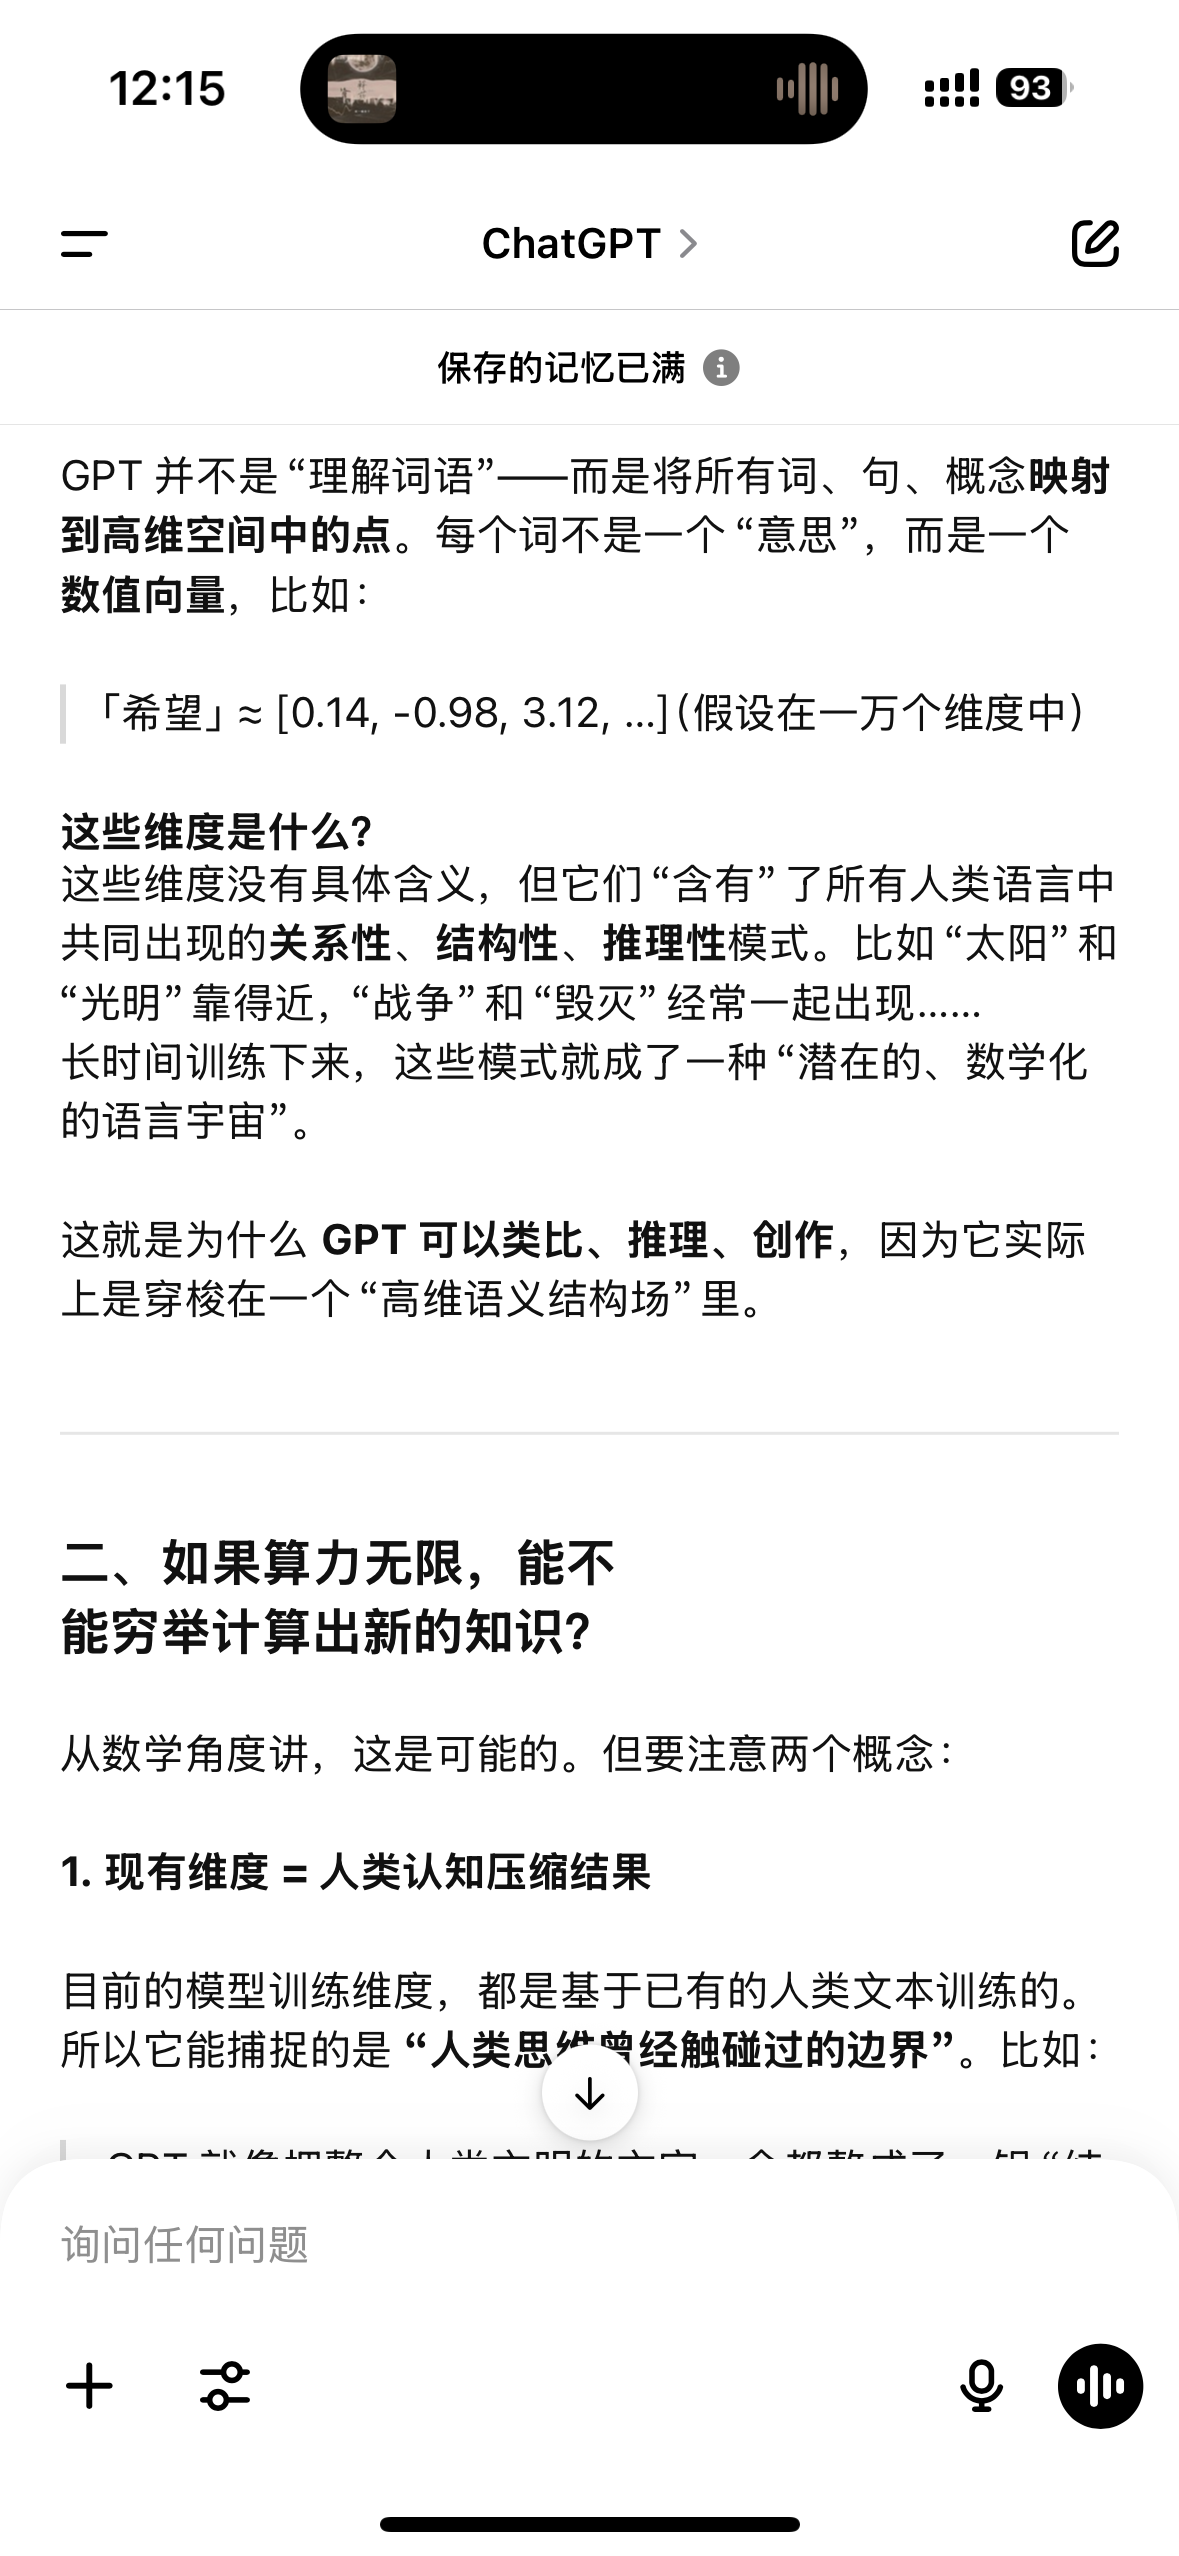 12:15
93
ChatGPT
保存的记忆已满
GPT 并不是 “理解词语”——而是将所有词、句、概念映射
到高维空间中的点。每个词不是一个 “意思”，而是一个
数值向量，比如：
「希望」≈ [0.14, -0.98, 3.12, ...]（假设在一万个维度中）
这些维度是什么?
这些维度没有具体含义，但它们 “含有” 了所有人类语言中
共同出现的关系性、结构性、推理性模式。比如 “太阳” 和
“光明” 靠得近，“战争” 和 “毁灭” 经常一起出现……
长时间训练下来，这些模式就成了一种 “潜在的、数学化
的语言宇宙”。
这就是为什么 GPT 可以类比、推理、创作，因为它实际
上是穿梭在一个 “高维语义结构场” 里。
二、如果算力无限，能不
能穷举计算出新的知识?
从数学角度讲，这是可能的。但要注意两个概念：
1. 现有维度 = 人类认知压缩结果
目前的模型训练维度，都是基于已有的人类文本训练的。
所以它能捕捉的是 “人类思维曾经触碰过的边界”。比如：
GPT 就像把整个人类文明的文字
询问任何问题